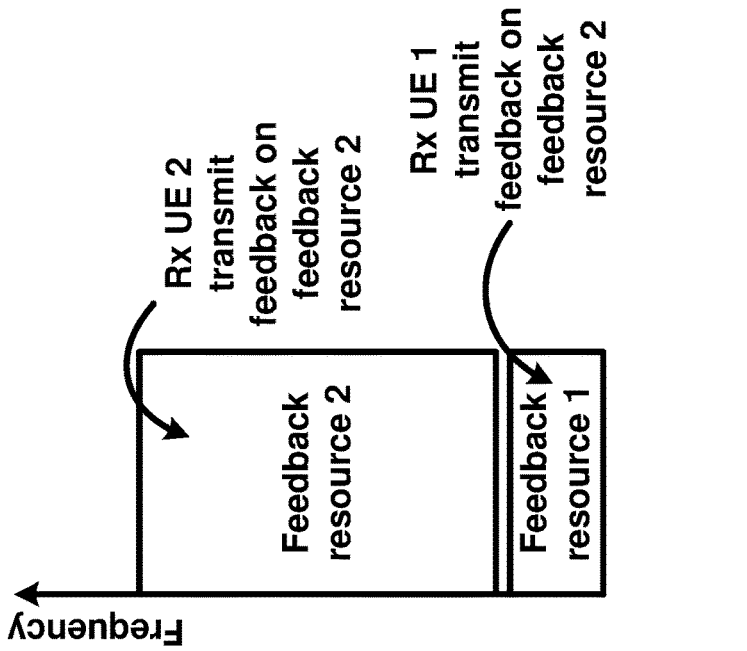 Rx UE 2
transmit
feedback on
feedback
resource 2
Rx UE 1
transmit
feedback on
feedback
resource 2
Feedback
resource 2
Feedback
resource 1
Frequency